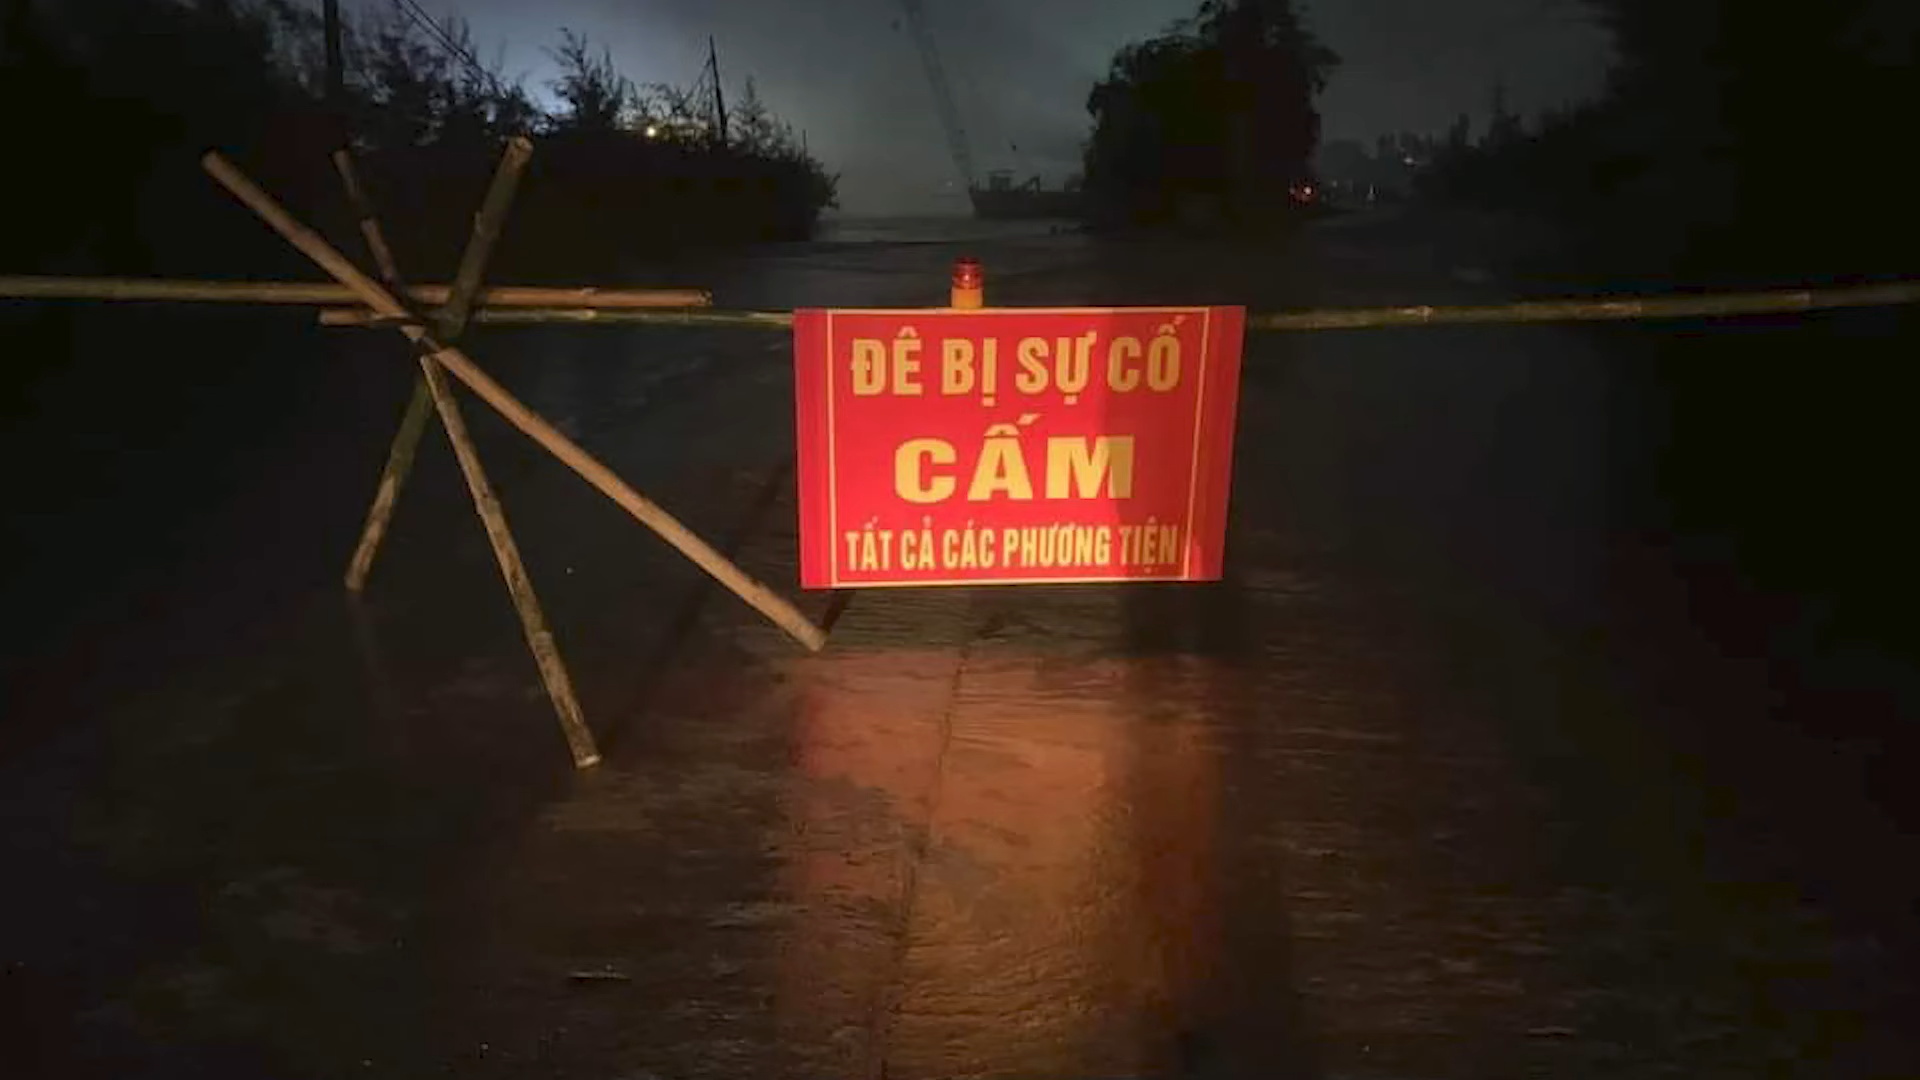 ĐÊ BỊ SỰ CỐ
CẤM
TẤT CẢ CÁC PHƯƠNG TIỆN